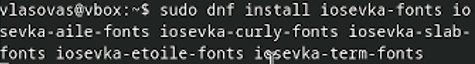 vlasovas@vbox:~$ sudo dnf install iosevka-fonts io
sevka-aile-fonts iosevka-curly-fonts iosevka-slab-
fonts iosevka-etoile-fonts iosevka-term-fonts